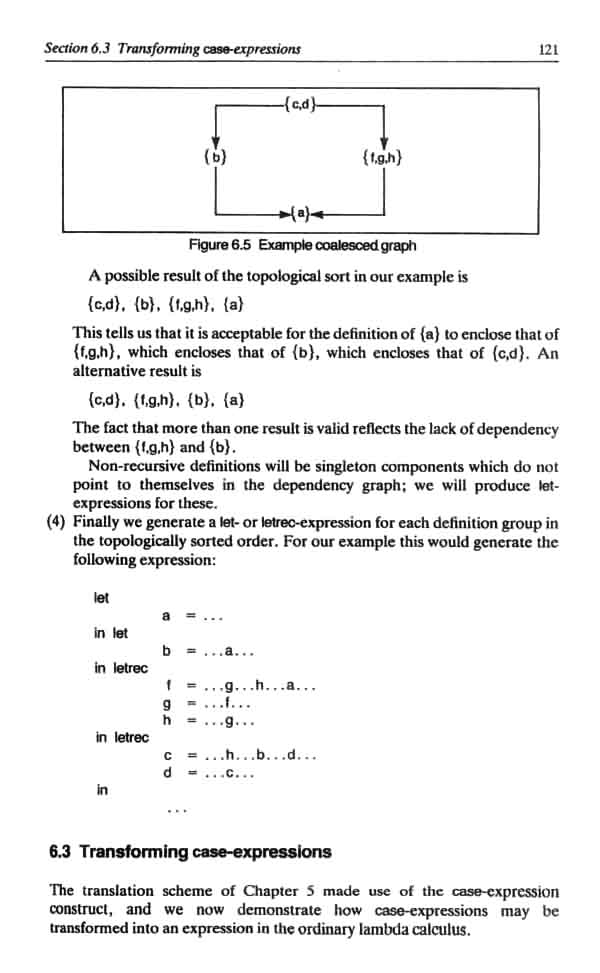 Section 6.3 Transforming case-expressions 121
{c,d}
{b} {f,g,h}
{a}
Figure 6.5 Example coalesced graph
A possible result of the topological sort in our example is
{c,d}, {b}, {f,g,h}, {a}
This tells us that it is acceptable for the definition of {a} to enclose that of
{f,g,h}, which encloses that of {b}, which encloses that of {c,d}. An
alternative result is
{c,d}, {f,g,h}, {b}, {a}
The fact that more than one result is valid reflects the lack of dependency
between {f,g,h} and {b}.
Non-recursive definitions will be singleton components which do not
point to themselves in the dependency graph; we will produce let-
expressions for these.
(4) Finally we generate a let- or letrec-expression for each definition group in
the topologically sorted order. For our example this would generate the
following expression:
let
a = ...
in let
b = ...a...
in letrec
f = ...g...h...a...
g = ...f...
h = ...g...
in letrec
c = ...h...b...d...
d = ...c...
in
...
6.3 Transforming case-expressions
The translation scheme of Chapter 5 made use of the case-expression
construct, and we now demonstrate how case-expressions may be
transformed into an expression in the ordinary lambda calculus.